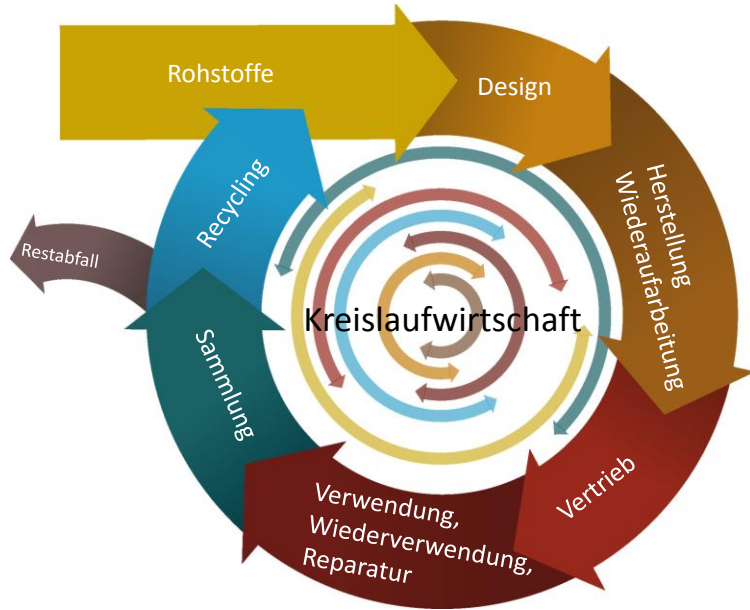 Rohstoffe
Design
Herstellung
Wiederaufarbeitung
Vertrieb
Verwendung,
Wiederverwendung,
Reparatur
Sammlung
Recycling
Restabfall
Kreislaufwirtschaft